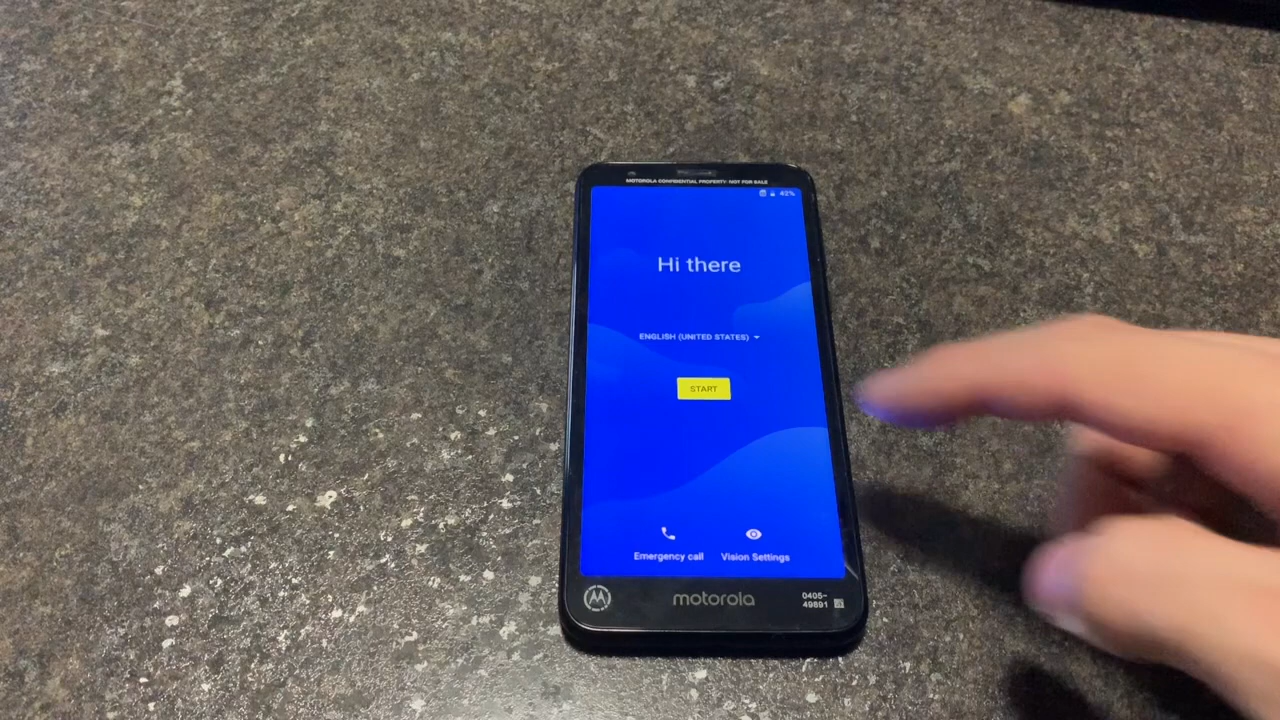 MOTOROLA CONFIDENTIAL PROPERTY- NOT FOR SALE
42%
Hi there
ENGLISH (UNITED STATES)
START
Emergency call
Vision Settings
motorola
0405-
49891